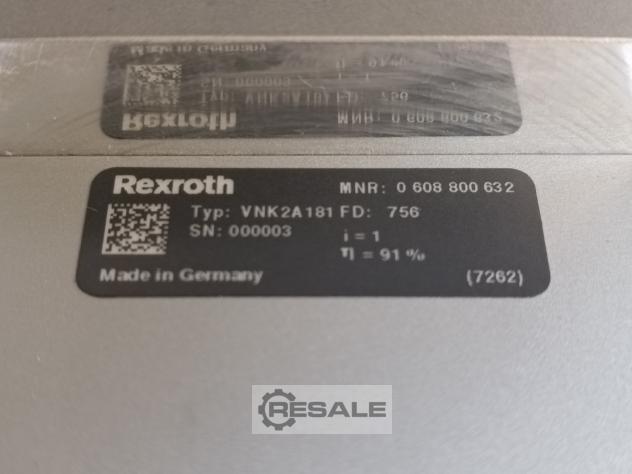 Rexroth MNR: 0 608 800 632
Typ: VNK2A181 FD: 756
SN: 000003 i = 1
η = 91 %
Made in Germany (7262)
RESALE